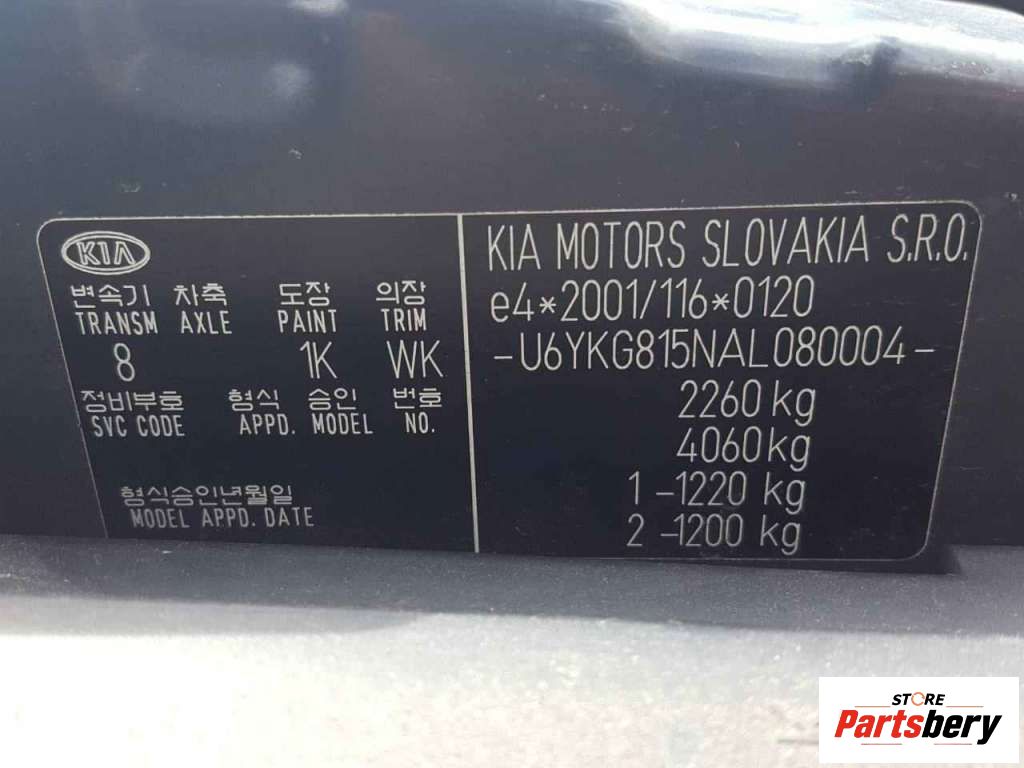 KIA
변속기 차축 도장 의장
TRANSM AXLE PAINT TRIM
8 1K WK
정비부호 형식 승인 번호
SVC CODE APPD. MODEL NO.
형식승인년월일
MODEL APPD. DATE
KIA MOTORS SLOVAKIA S.R.O.
e4*2001/116*0120
-U6YKG815NAL080004-
2260 kg
4060 kg
1 -1220 kg
2 -1200 kg
STORE
Partsbery